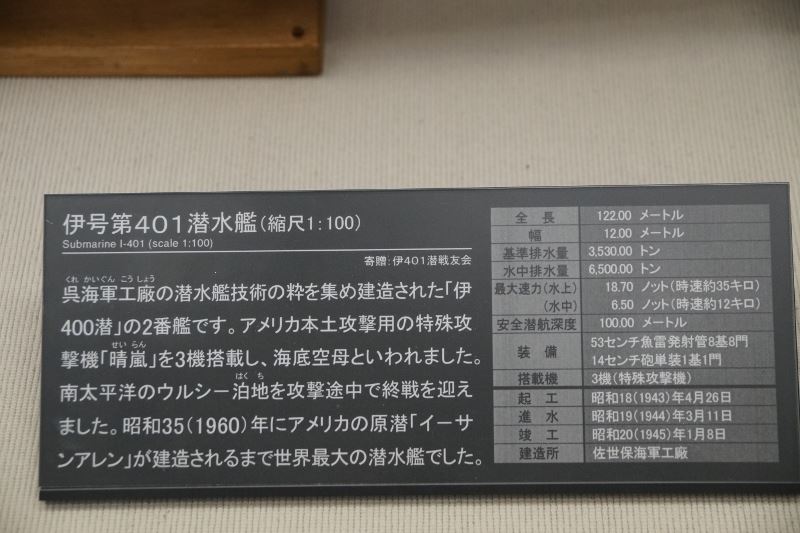 伊号第401潜水艦(縮尺1:100)
Submarine I-401 (scale 1:100)
寄贈:伊401潜戦友会
くれ かいぐん こう しょう
呉海軍工廠の潜水艦技術の粋を集め建造された「伊
400潜」の2番艦です。アメリカ本土攻撃用の特殊攻
せい らん
撃機「晴嵐」を3機搭載し、海底空母といわれました。
はく ち
南太平洋のウルシー泊地を攻撃途中で終戦を迎え
ました。昭和35(1960)年にアメリカの原潜「イーサ
ンアレン」が建造されるまで世界最大の潜水艦でした。
全 長 122.00 メートル
幅 12.00 メートル
基準排水量 3,530.00 トン
水中排水量 6,500.00 トン
最大速力(水上) 18.70 ノット(時速約35キロ)
(水中) 6.50 ノット(時速約12キロ)
安全潜航深度 100.00 メートル
装 備 53センチ魚雷発射管8基8門
14センチ砲単装1基1門
搭載機 3機(特殊攻撃機)
起 工 昭和18(1943)年4月26日
進 水 昭和19(1944)年3月11日
竣 工 昭和20(1945)年1月8日
建造所 佐世保海軍工廠